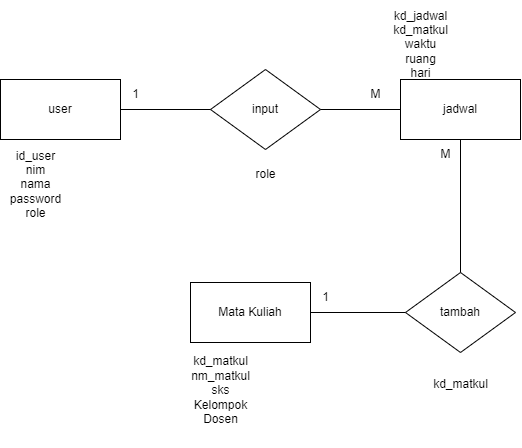 kd_jadwal
kd_matkul
waktu
ruang
hari
user
1
input
M
jadwal
id_user
nim
nama
password
role
role
M
Mata Kuliah
1
tambah
kd_matkul
nm_matkul
sks
Kelompok
Dosen
kd_matkul